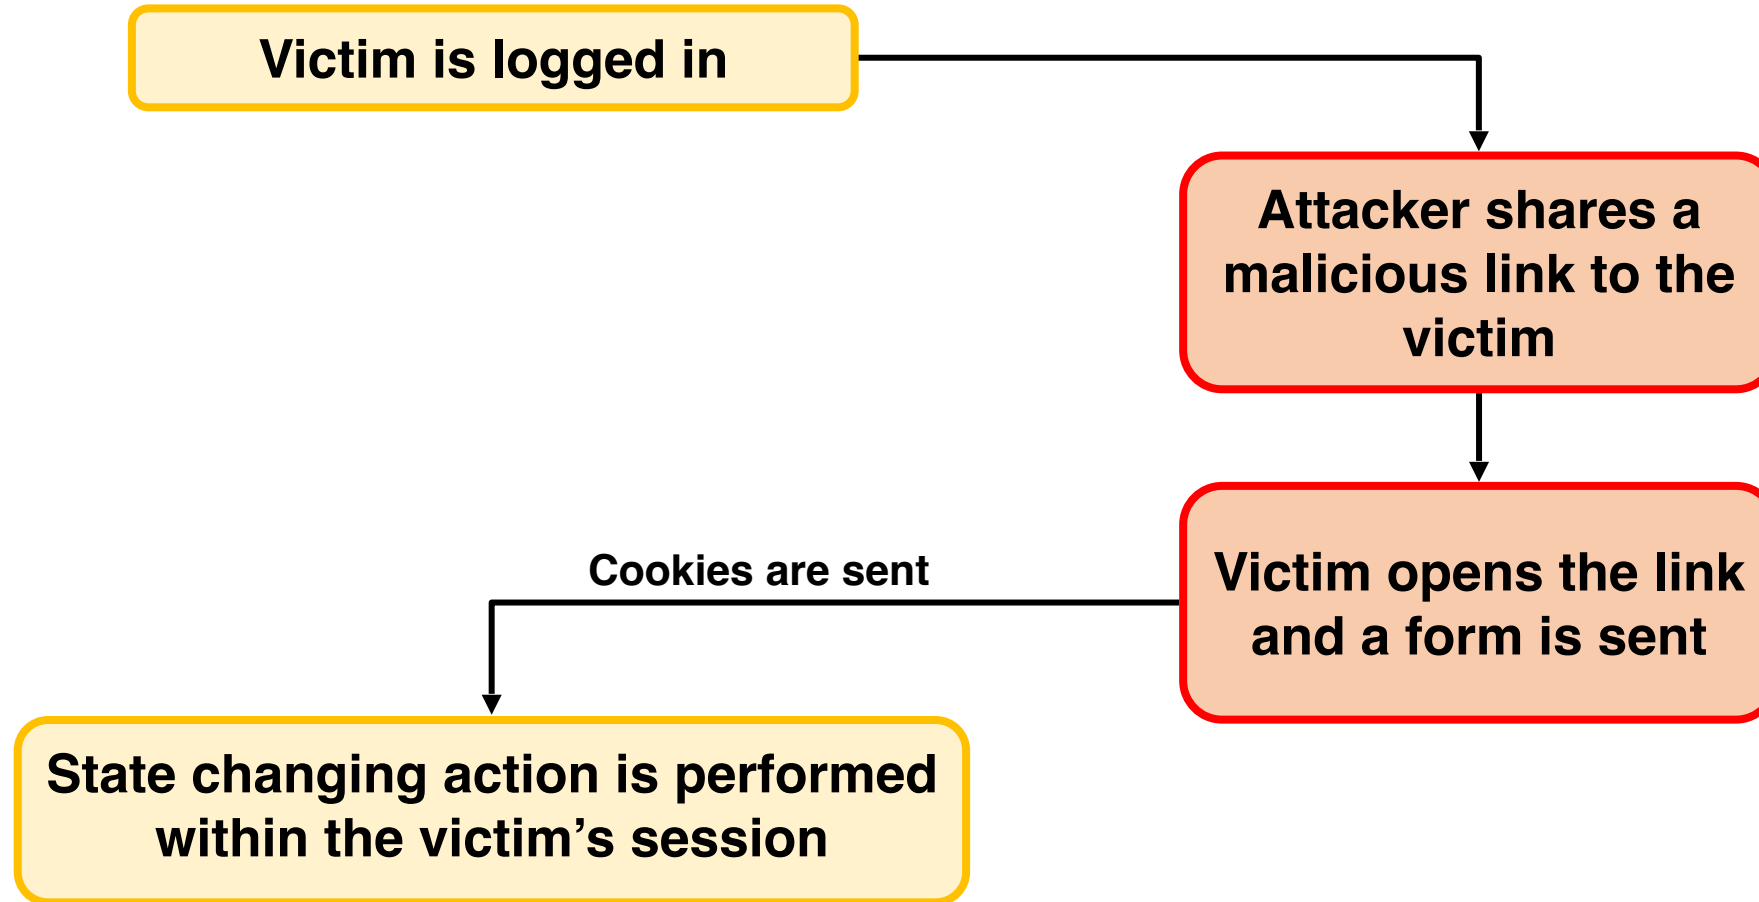 Victim is logged in
Attacker shares a
malicious link to the
victim
Victim opens the link
and a form is sent
Cookies are sent
State changing action is performed
within the victim’s session